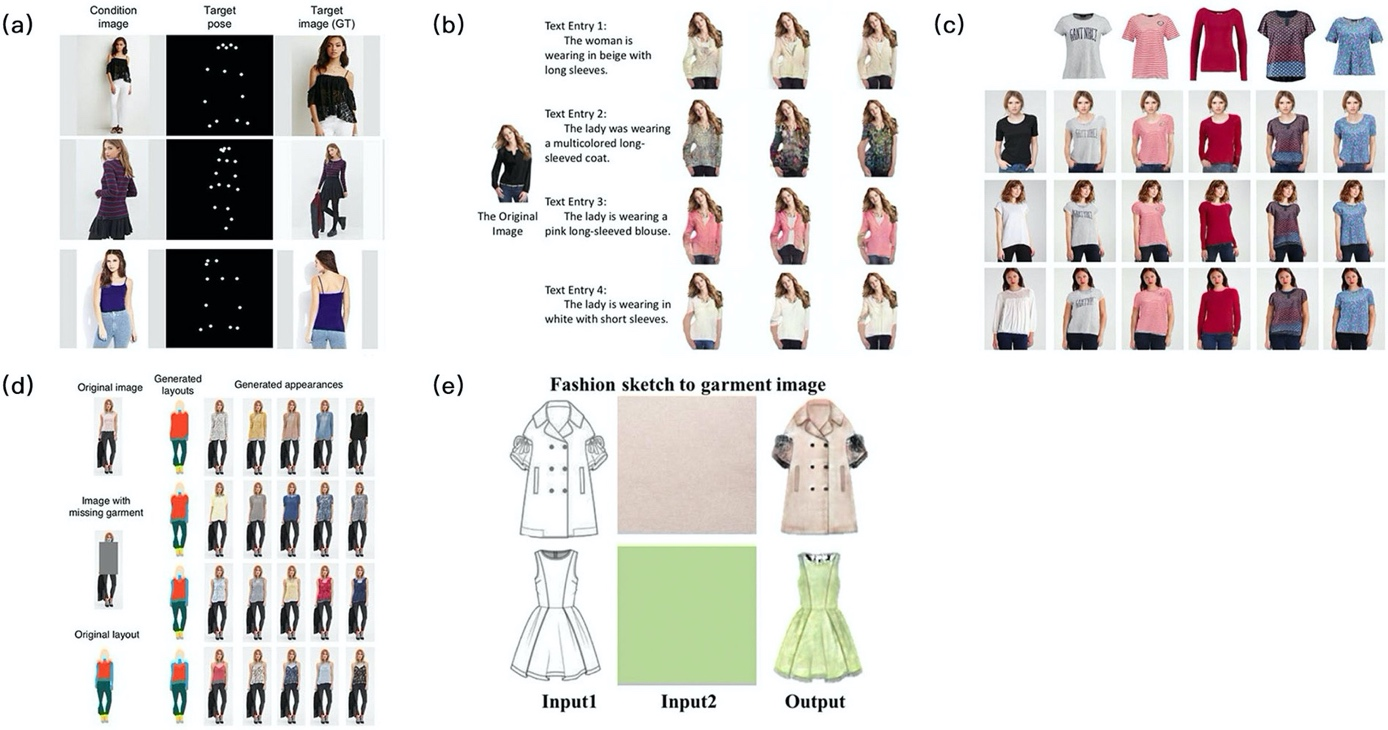 (a)
Condition
image
Target
pose
Target
image (GT)
(b)
Text Entry 1:
The woman is
wearing in beige with
long sleeves.
Text Entry 2:
The lady was wearing
a multicolored long-
sleeved coat.
The Original
Image
Text Entry 3:
The lady is wearing a
pink long-sleeved blouse.
Text Entry 4:
The lady is wearing in
white with short sleeves.
(c)
(d)
Original image
Generated
layouts
Generated appearances
Image with
missing garment
Original layout
(e)
Fashion sketch to garment image
Input1
Input2
Output